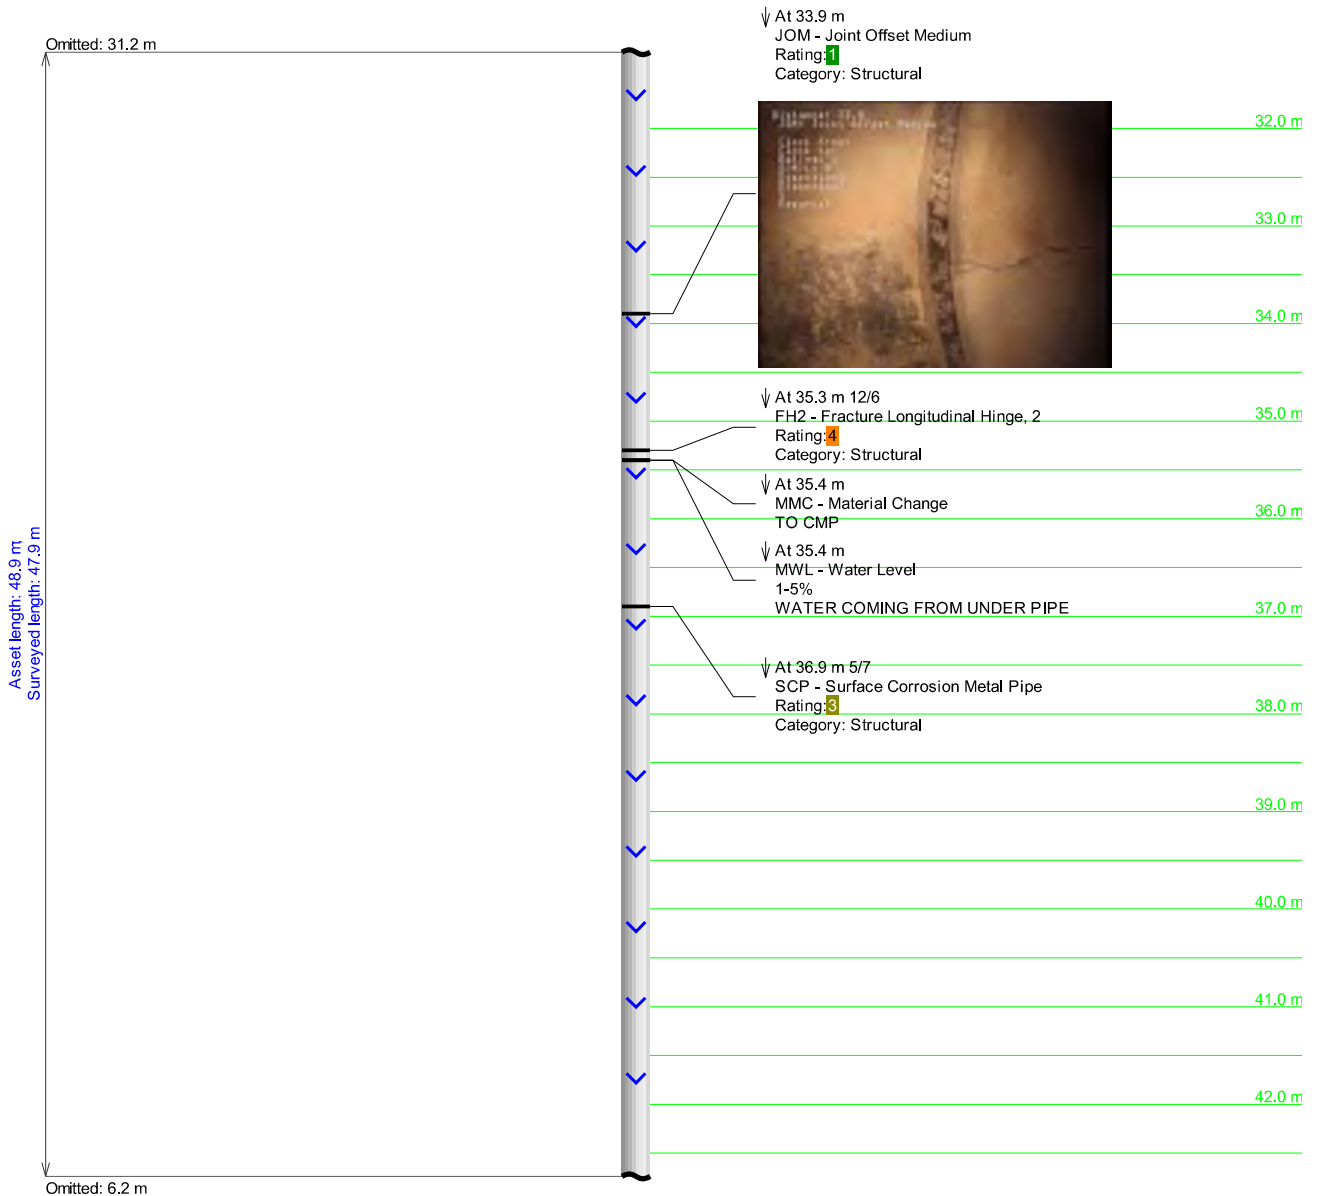 Omitted: 31.2 m
At 33.9 m
JOM - Joint Offset Medium
Rating:1
Category: Structural
Joint Offset Medium
32.0 m
33.0 m
34.0 m
At 35.3 m 12/6
FH2 - Fracture Longitudinal Hinge, 2
Rating:4
Category: Structural
35.0 m
At 35.4 m
MMC - Material Change
TO CMP
36.0 m
At 35.4 m
MWL - Water Level
1-5%
WATER COMING FROM UNDER PIPE
37.0 m
Asset length: 48.9 m
Surveyed length: 47.9 m
At 36.9 m 5/7
SCP - Surface Corrosion Metal Pipe
Rating:3
Category: Structural
38.0 m
39.0 m
40.0 m
41.0 m
42.0 m
Omitted: 6.2 m